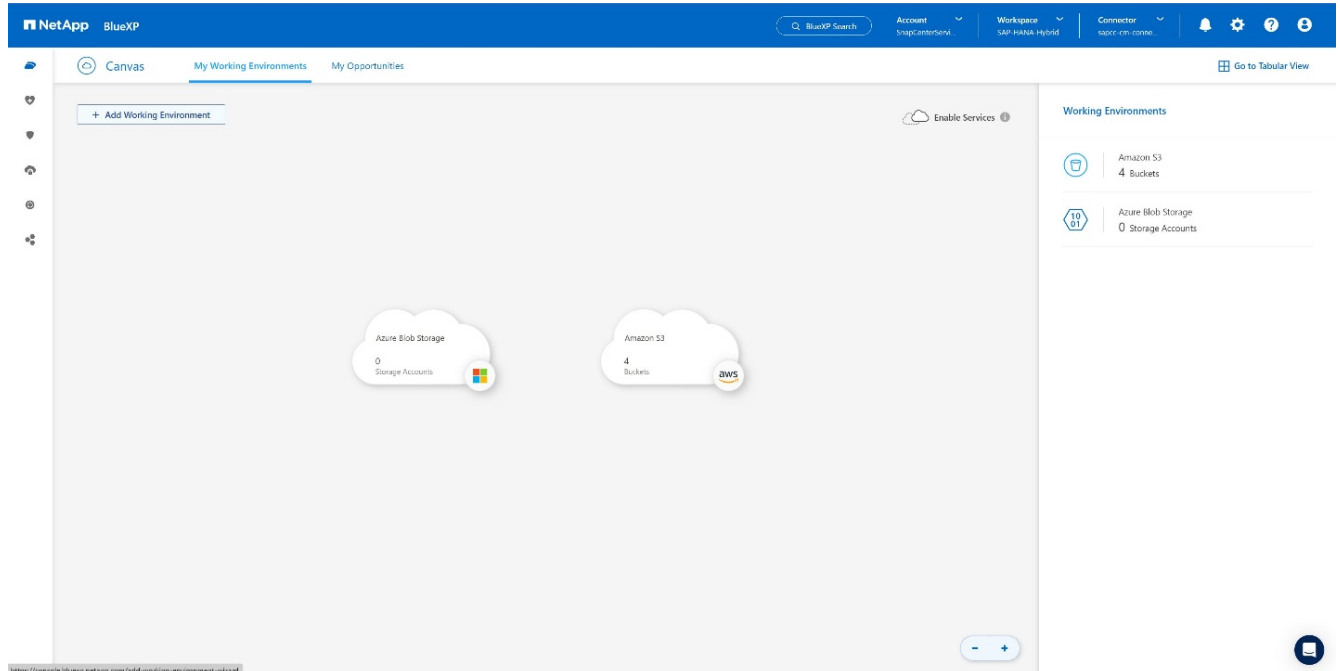 NetApp BlueXP
BlueXP Search
Account
SnapCenterServi...
Workspace
SAP-HANA-Hybrid
Connector
sapcc-cm-conne...
Canvas
My Working Environments
My Opportunities
Go to Tabular View
+ Add Working Environment
Enable Services
Working Environments
Amazon S3
4 Buckets
10
01
Azure Blob Storage
0 Storage Accounts
Azure Blob Storage
0
Storage Accounts
Amazon S3
4
Buckets
aws
- +